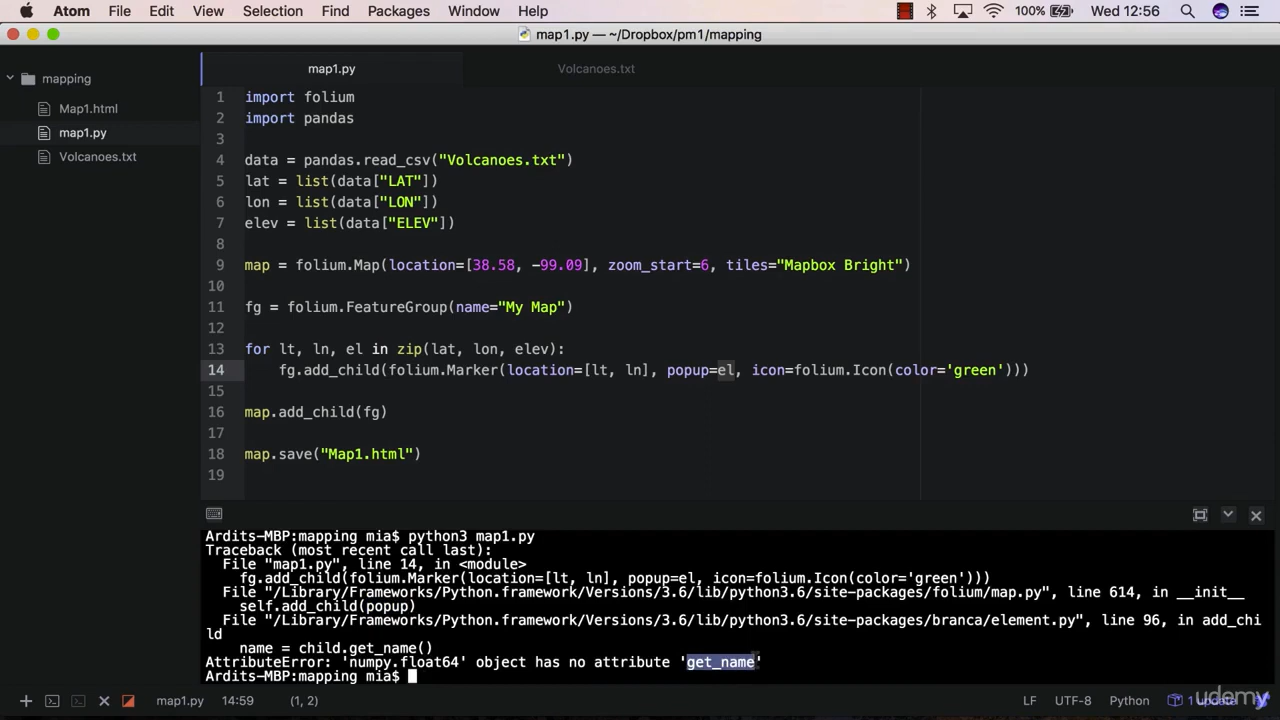 Atom File Edit View Selection Find Packages Window Help 100% Wed 12:56
map1.py — ~/Dropbox/pm1/mapping
mapping
Map1.html
map1.py
Volcanoes.txt
map1.py Volcanoes.txt
1 import folium
2 import pandas
3
4 data = pandas.read_csv("Volcanoes.txt")
5 lat = list(data["LAT"])
6 lon = list(data["LON"])
7 elev = list(data["ELEV"])
8
9 map = folium.Map(location=[38.58, -99.09], zoom_start=6, tiles="Mapbox Bright")
10
11 fg = folium.FeatureGroup(name="My Map")
12
13 for lt, ln, el in zip(lat, lon, elev):
14 fg.add_child(folium.Marker(location=[lt, ln], popup=el, icon=folium.Icon(color='green')))
15
16 map.add_child(fg)
17
18 map.save("Map1.html")
19
Ardits-MBP:mapping mia$ python3 map1.py
Traceback (most recent call last):
File "map1.py", line 14, in <module>
fg.add_child(folium.Marker(location=[lt, ln], popup=el, icon=folium.Icon(color='green')))
File "/Library/Frameworks/Python.framework/Versions/3.6/lib/python3.6/site-packages/folium/map.py", line 614, in __init__
self.add_child(popup)
File "/Library/Frameworks/Python.framework/Versions/3.6/lib/python3.6/site-packages/branca/element.py", line 96, in add_chi
ld
name = child.get_name()
AttributeError: 'numpy.float64' object has no attribute 'get_name'
Ardits-MBP:mapping mia$
map1.py 14:59 (1, 2) LF UTF-8 Python 1 update
udemy